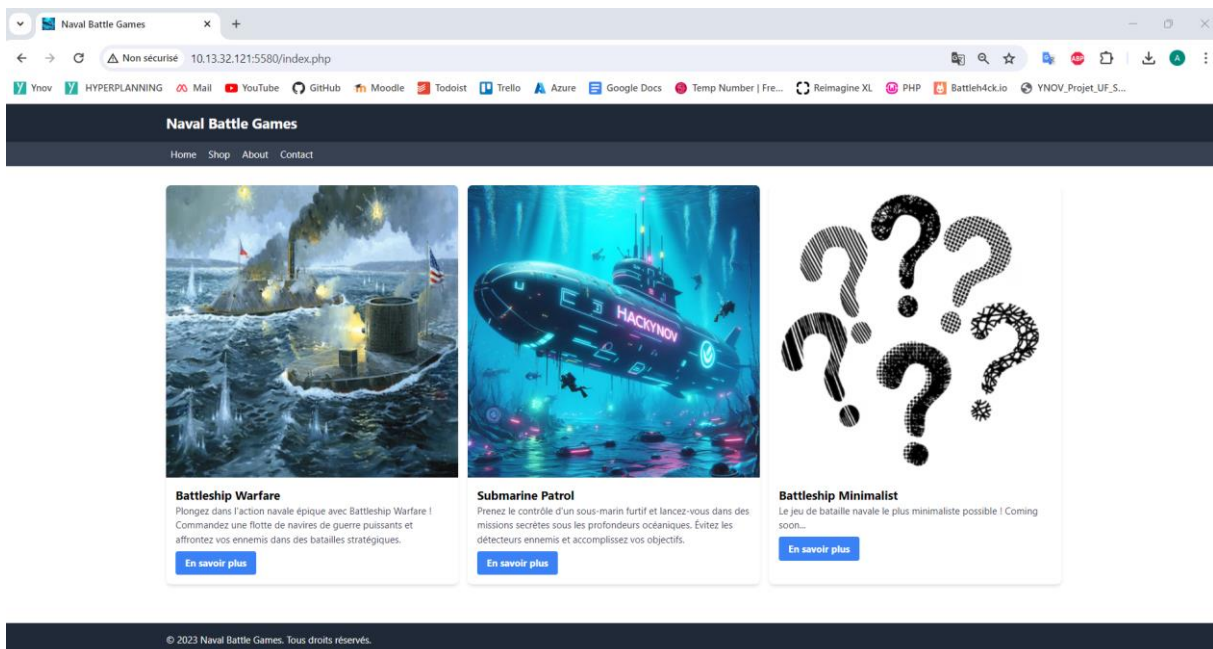 Naval Battle Games
Non sécurisé 10.13.32.121:5580/index.php
Ynov HYPERPLANNING Mail YouTube GitHub Moodle Todoist Trello Azure Google Docs Temp Number | Fre... Reimagine XL PHP Battleh4ck.io YNOV_Projet_UF_S...
Naval Battle Games
Home Shop About Contact
HACKYNOV
Battleship Warfare
Plongez dans l'action navale épique avec Battleship Warfare !
Commandez une flotte de navires de guerre puissants et
affrontez vos ennemis dans des batailles stratégiques.
En savoir plus
Submarine Patrol
Prenez le contrôle d'un sous-marin furtif et lancez-vous dans des
missions secrètes sous les profondeurs océaniques. Évitez les
détecteurs ennemis et accomplissez vos objectifs.
En savoir plus
Battleship Minimalist
Le jeu de bataille navale le plus minimaliste possible ! Coming
soon...
En savoir plus
© 2023 Naval Battle Games. Tous droits réservés.